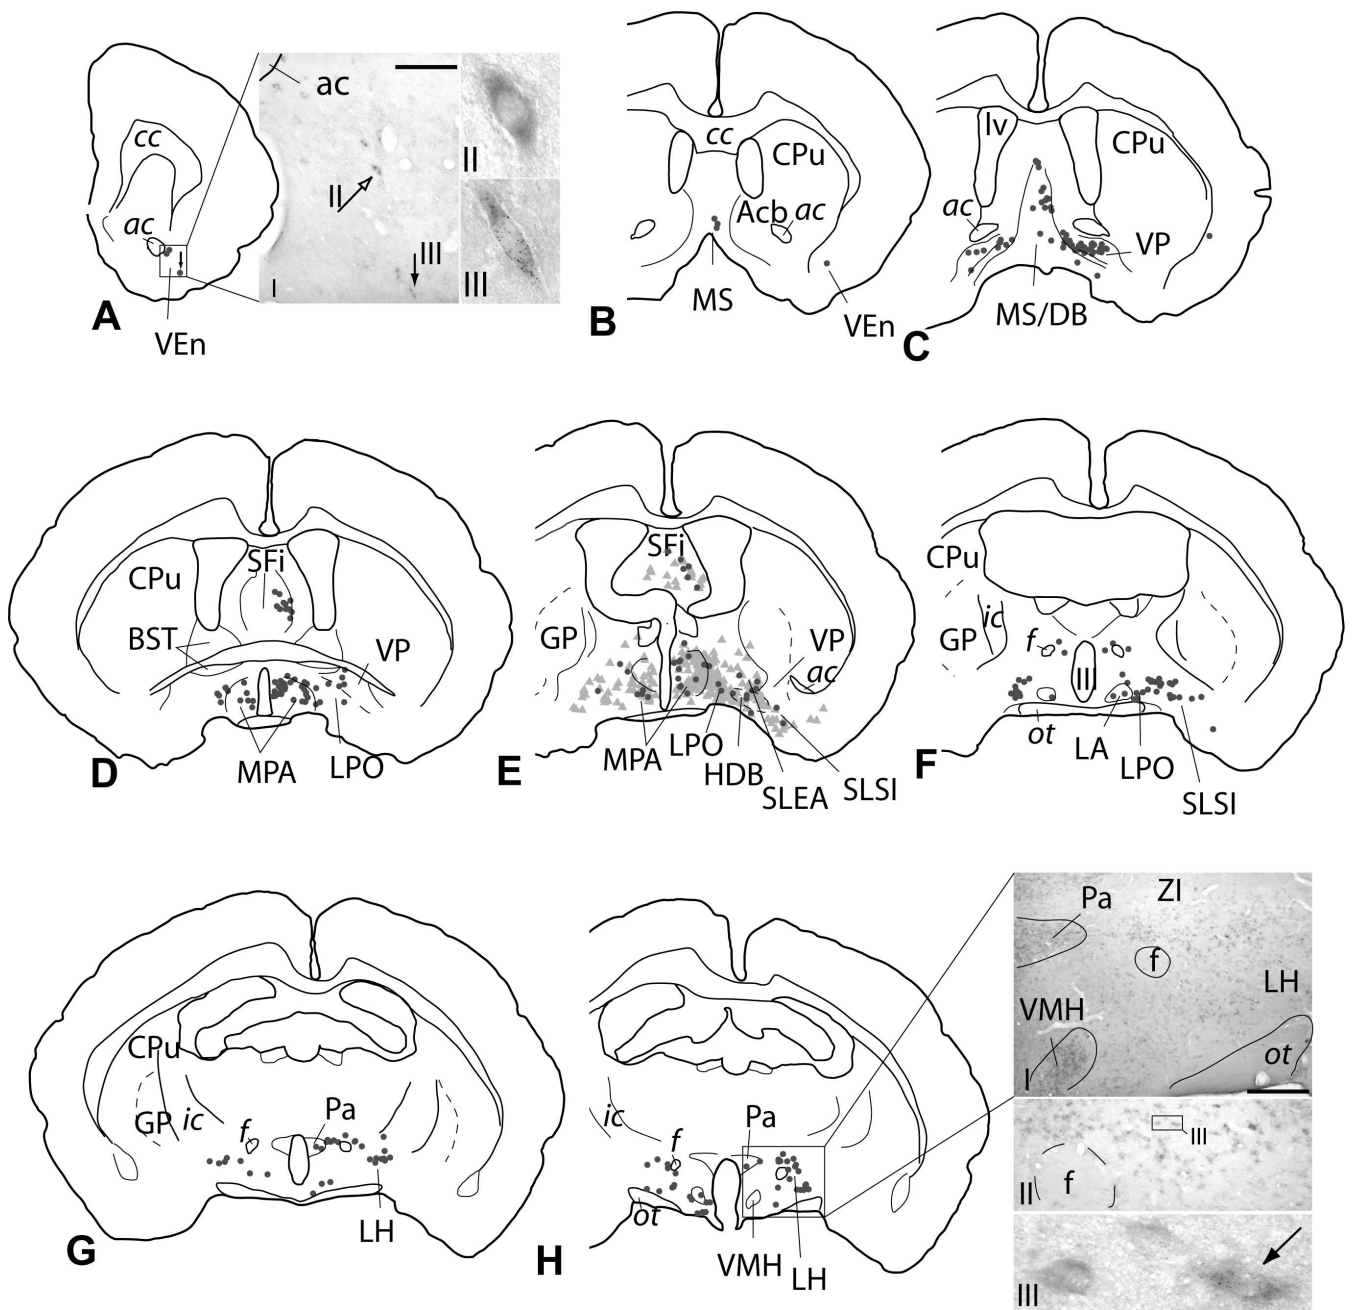 cc
ac
ac
II
III
I
II
III
A
VEn
cc
CPu
Acb
ac
MS
VEn
B
lv
CPu
ac
VP
MS/DB
C
SFi
CPu
BST
VP
D
MPA
LPO
SFi
GP
VP
ac
E
MPA
LPO
HDB
SLEA
SLSI
CPu
GP
ic
f
III
ot
LA
LPO
SLSI
F
CPu
GP
ic
f
Pa
LH
G
ic
f
Pa
ot
VMH
LH
H
ZI
Pa
f
LH
VMH
ot
I
III
f
II
III